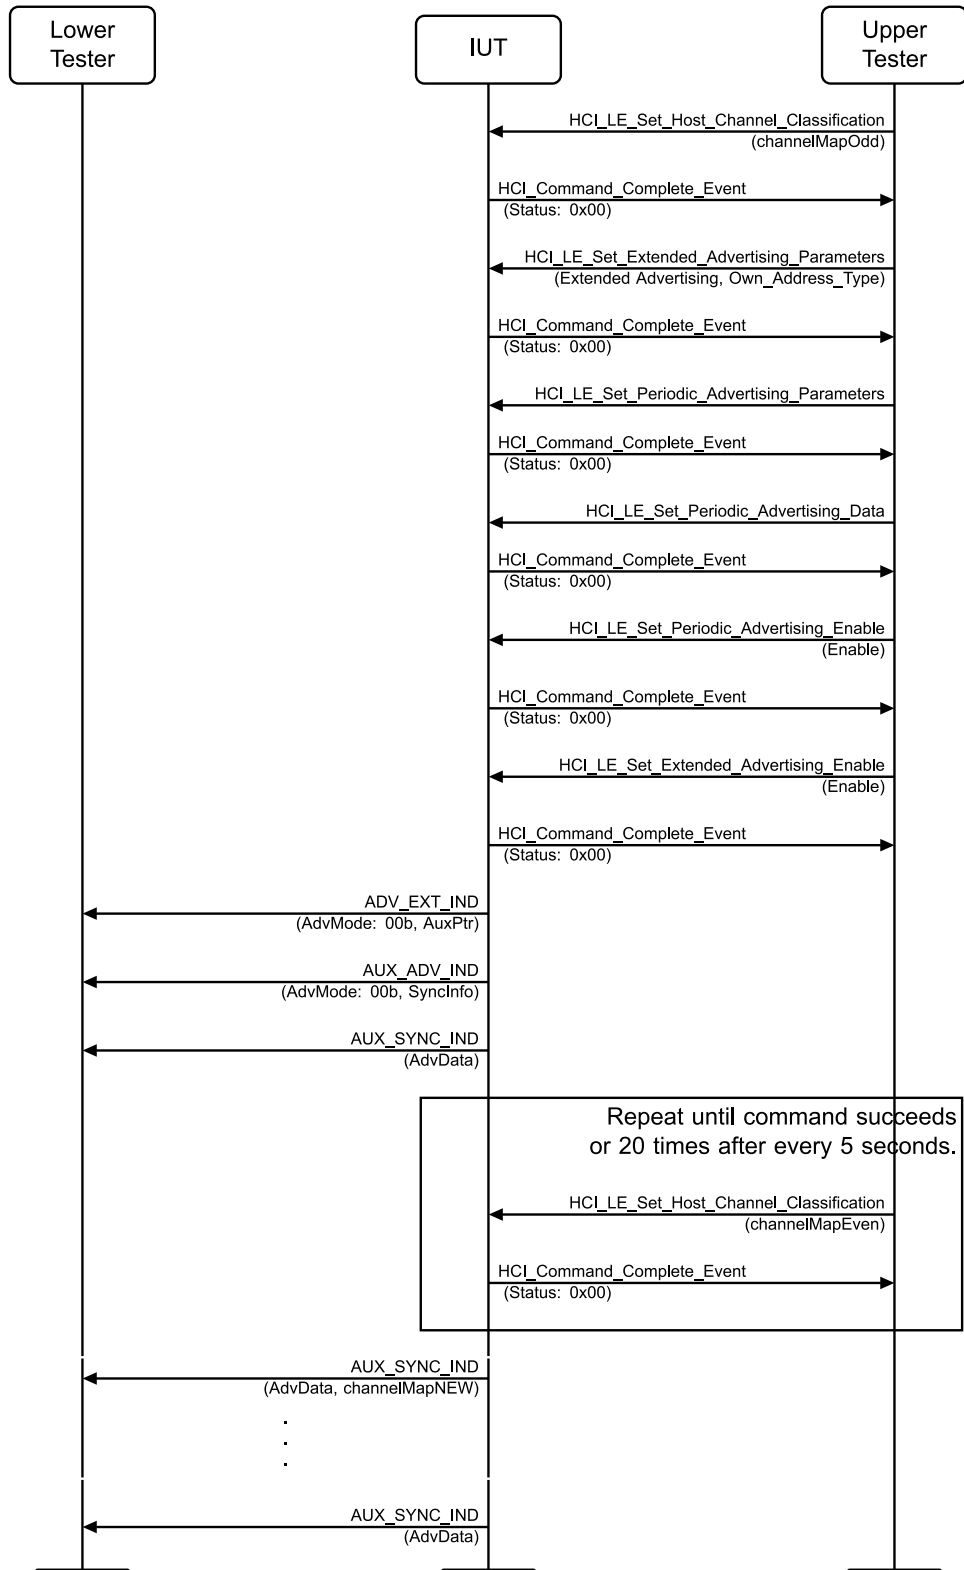 Lower
Tester
IUT
Upper
Tester
HCI_LE_Set_Host_Channel_Classification
(channelMapOdd)
HCI_Command_Complete_Event
(Status: 0x00)
HCI_LE_Set_Extended_Advertising_Parameters
(Extended Advertising, Own_Address_Type)
HCI_Command_Complete_Event
(Status: 0x00)
HCI_LE_Set_Periodic_Advertising_Parameters
HCI_Command_Complete_Event
(Status: 0x00)
HCI_LE_Set_Periodic_Advertising_Data
HCI_Command_Complete_Event
(Status: 0x00)
HCI_LE_Set_Periodic_Advertising_Enable
(Enable)
HCI_Command_Complete_Event
(Status: 0x00)
HCI_LE_Set_Extended_Advertising_Enable
(Enable)
HCI_Command_Complete_Event
(Status: 0x00)
ADV_EXT_IND
(AdvMode: 00b, AuxPtr)
AUX_ADV_IND
(AdvMode: 00b, SyncInfo)
AUX_SYNC_IND
(AdvData)
Repeat until command succeeds
or 20 times after every 5 seconds.
HCI_LE_Set_Host_Channel_Classification
(channelMapEven)
HCI_Command_Complete_Event
(Status: 0x00)
AUX_SYNC_IND
(AdvData, channelMapNEW)
.
.
.
AUX_SYNC_IND
(AdvData)